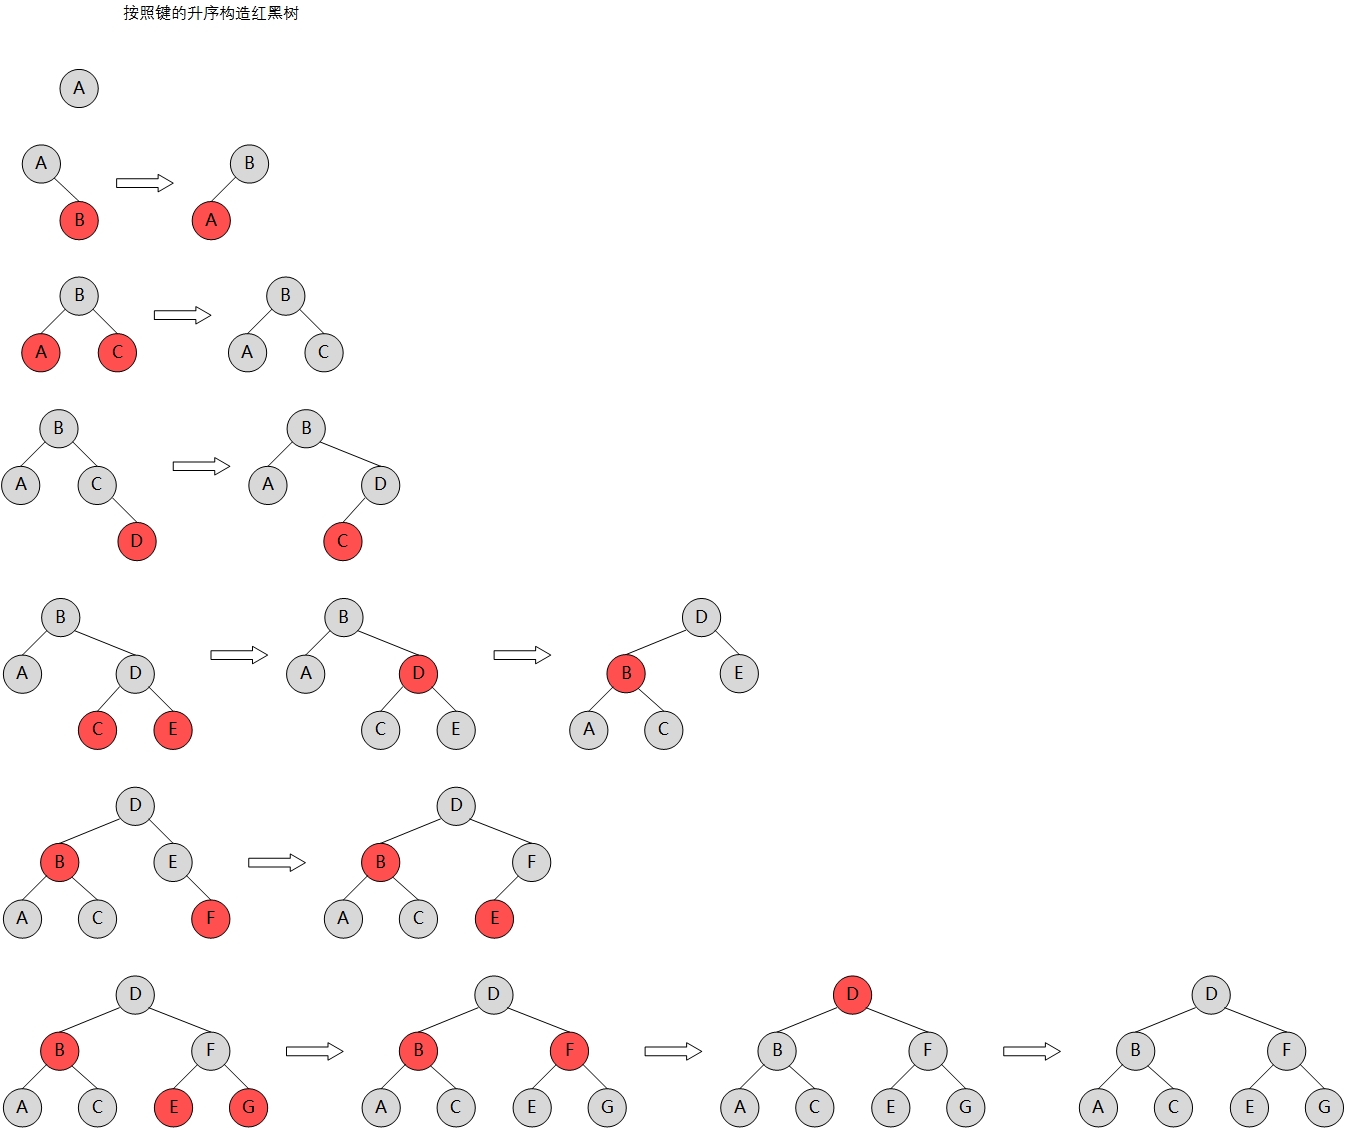 按照键的升序构造红黑树
A
A B
B A
B B
A C A C
B B
A C A D
D C
B B D
A D A D B E
C E C E A C
D D
B E B F
A C F A C E
D D D D
B F B F B F B F
A C E G A C E G A C E G A C E G